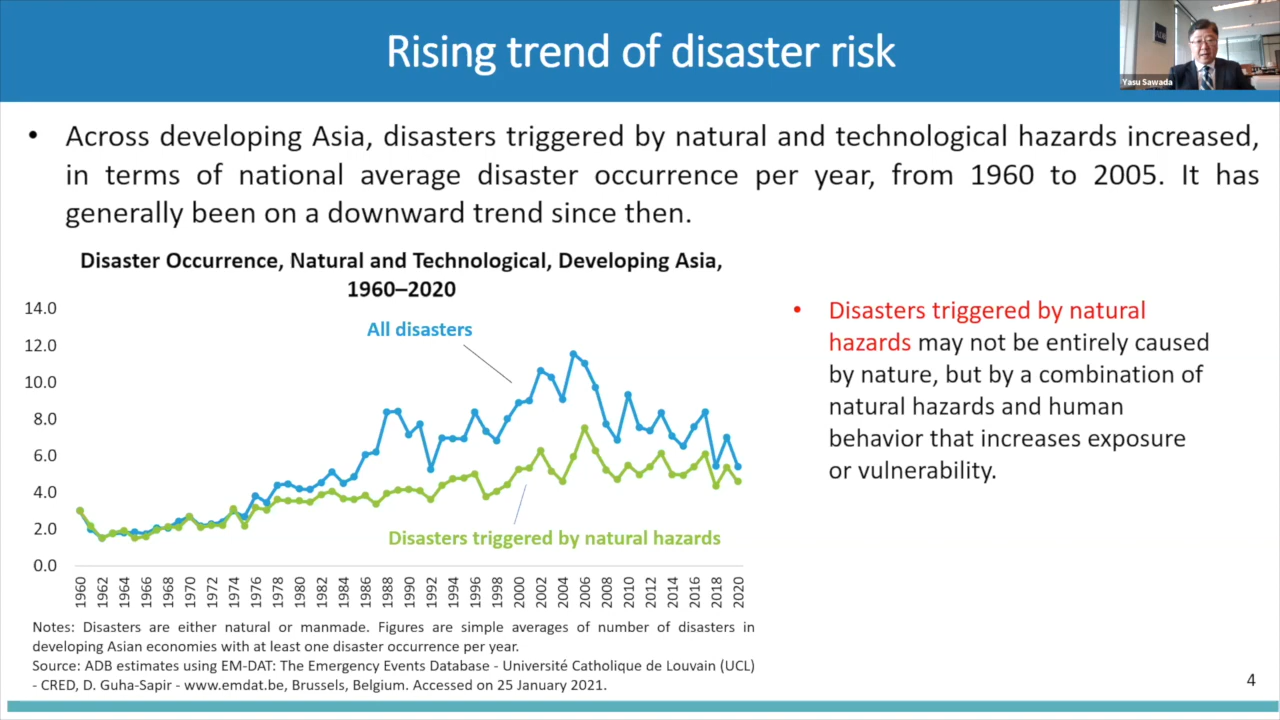 Rising trend of disaster risk
Yasu Sawada
• Across developing Asia, disasters triggered by natural and technological hazards increased,
in terms of national average disaster occurrence per year, from 1960 to 2005. It has
generally been on a downward trend since then.
Disaster Occurrence, Natural and Technological, Developing Asia,
1960–2020
14.0
12.0
10.0
8.0
6.0
4.0
2.0
0.0
All disasters
Disasters triggered by natural hazards
1960 1962 1964 1966 1968 1970 1972 1974 1976 1978 1980 1982 1984 1986 1988 1990 1992 1994 1996 1998 2000 2002 2004 2006 2008 2010 2012 2014 2016 2018 2020
Notes: Disasters are either natural or manmade. Figures are simple averages of number of disasters in
developing Asian economies with at least one disaster occurrence per year.
Source: ADB estimates using EM-DAT: The Emergency Events Database - Université Catholique de Louvain (UCL)
- CRED, D. Guha-Sapir - www.emdat.be, Brussels, Belgium. Accessed on 25 January 2021.
• Disasters triggered by natural
hazards may not be entirely caused
by nature, but by a combination of
natural hazards and human
behavior that increases exposure
or vulnerability.
4